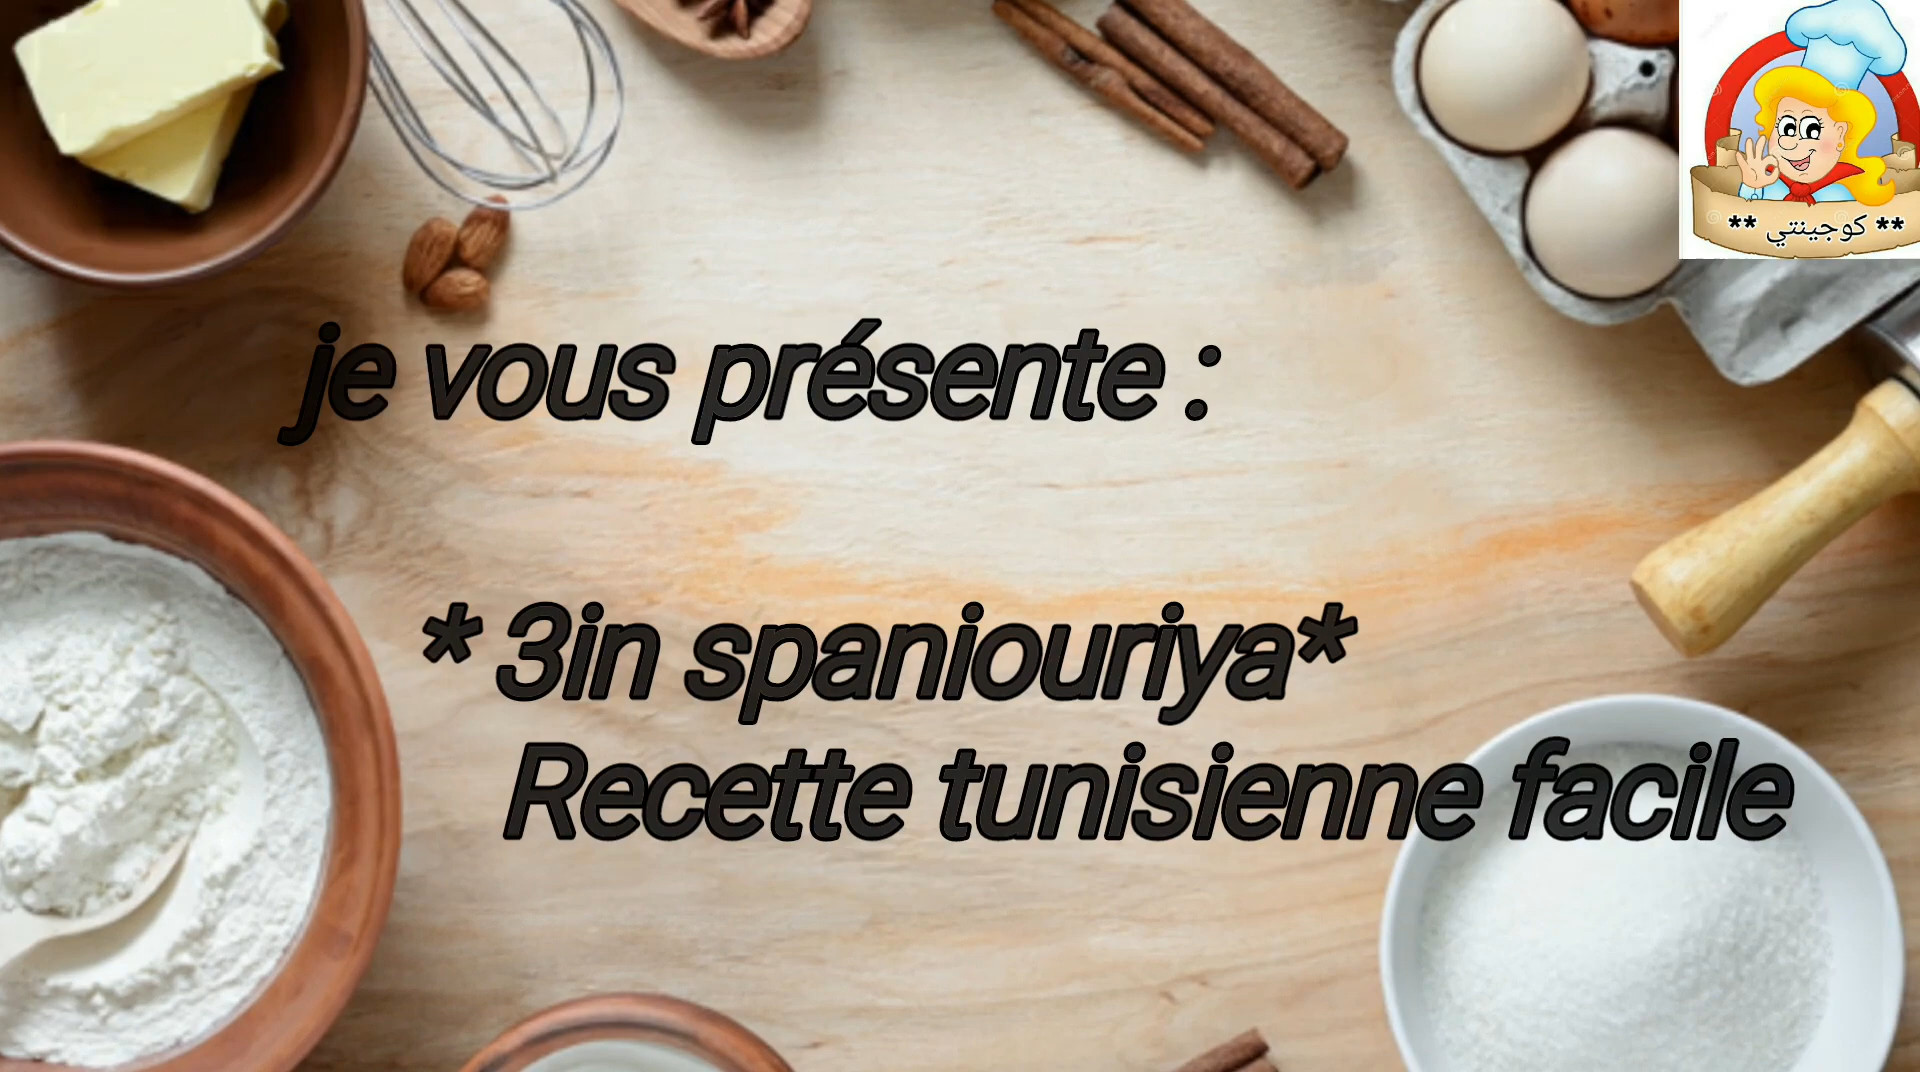 ** كوجينتي **
je vous présente :
* 3in spaniouriya*
Recette tunisienne facile